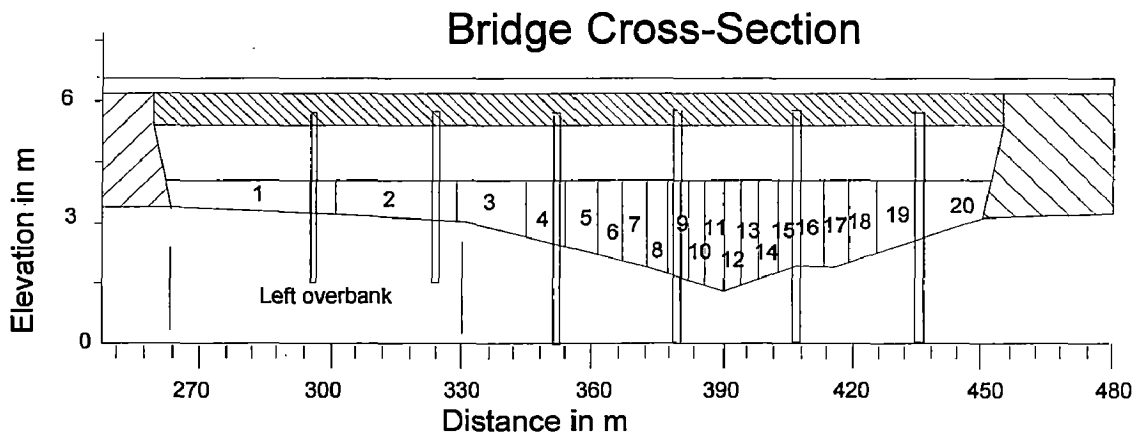 Bridge Cross-Section
Elevation in m
6
3
0
1 2 3 4 5 6 7 8 9 10 11 12 13 14 15 16 17 18 19 20
Left overbank
270 300 330 360 390 420 450 480
Distance in m